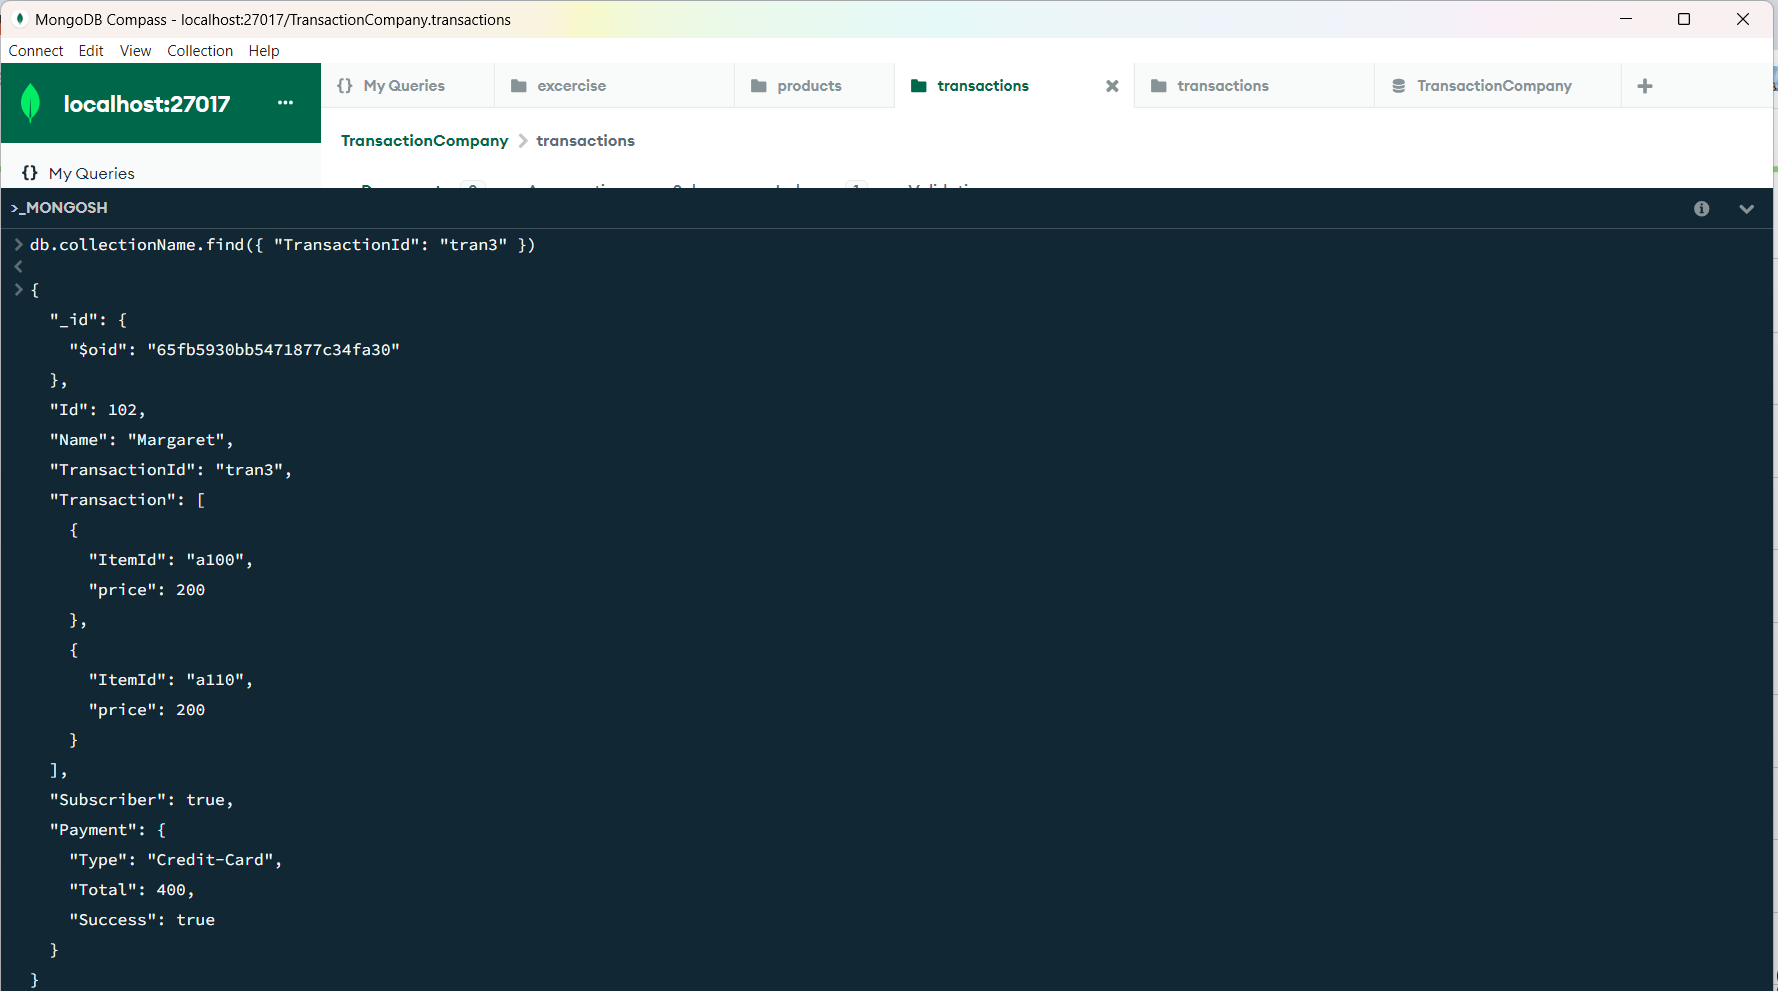 MongoDB Compass - localhost:27017/TransactionCompany.transactions
Connect Edit View Collection Help
localhost:27017 ···
{} My Queries excercise products transactions transactions TransactionCompany
TransactionCompany > transactions
{} My Queries
>_MONGOSH
> db.collectionName.find({ "TransactionId": "tran3" })
<
> {
"_id": {
"$oid": "65fb5930bb5471877c34fa30"
},
"Id": 102,
"Name": "Margaret",
"TransactionId": "tran3",
"Transaction": [
{
"ItemId": "a100",
"price": 200
},
{
"ItemId": "a110",
"price": 200
}
],
"Subscriber": true,
"Payment": {
"Type": "Credit-Card",
"Total": 400,
"Success": true
}
}